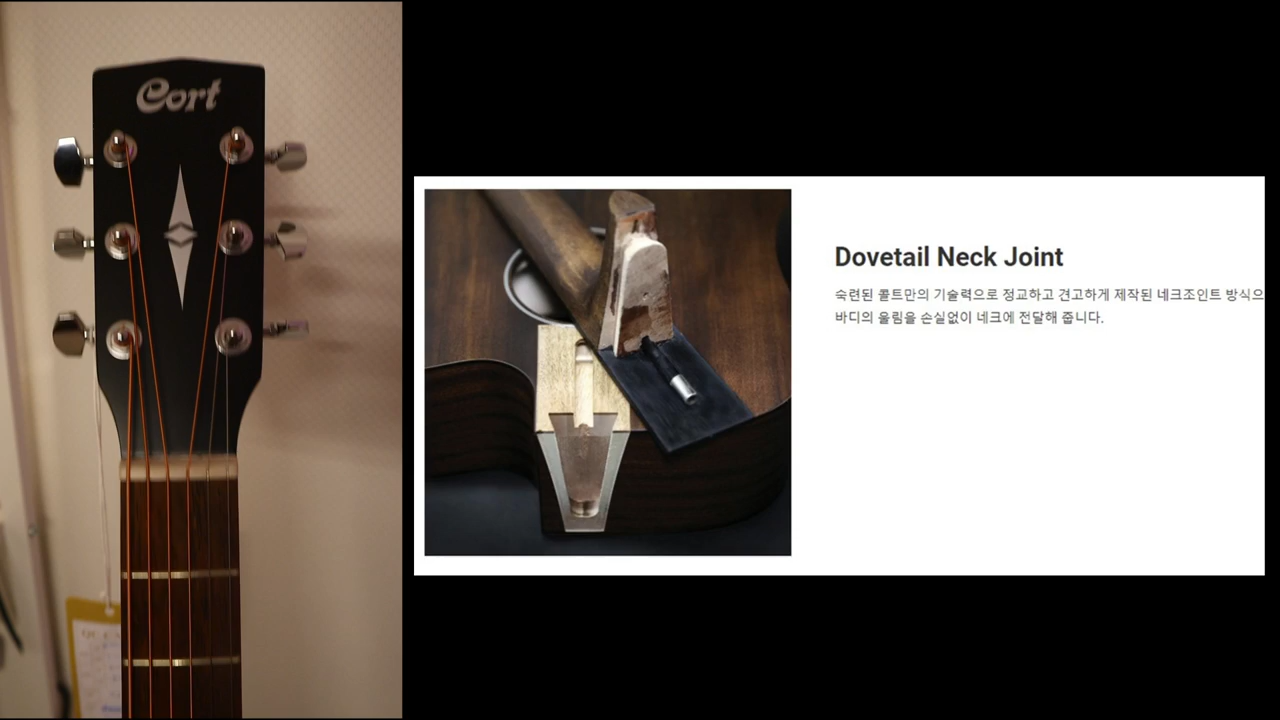 Cort
Dovetail Neck Joint
숙련된 콜트만의 기술력으로 정교하고 견고하게 제작된 네크조인트 방식으
바디의 울림을 손실없이 네크에 전달해 줍니다.